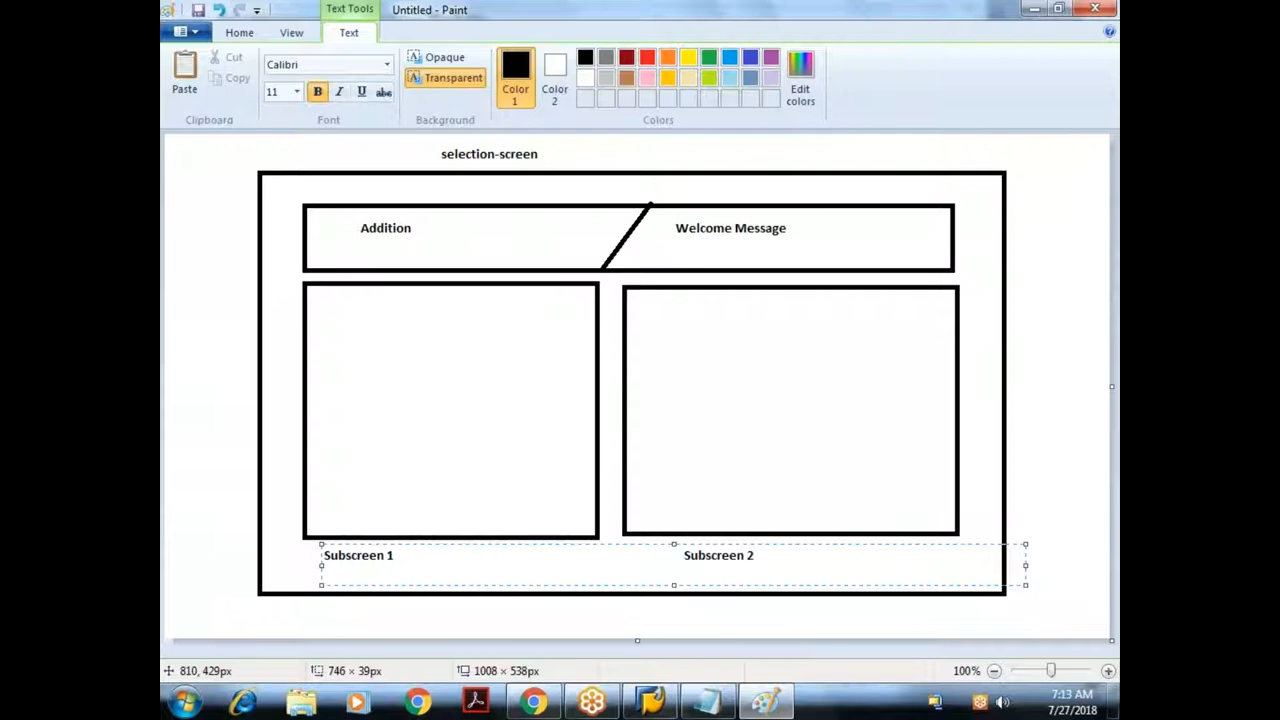 Text Tools Untitled - Paint
Home View Text
Paste
Cut
Copy
Clipboard
Calibri
11 B I U abc
Font
Opaque
Transparent
Background
Color 1
Color 2
Edit colors
Colors
selection-screen
Addition Welcome Message
Subscreen 1 Subscreen 2
810, 429px 746 × 39px 1008 × 538px 100%
7:13 AM
7/27/2018